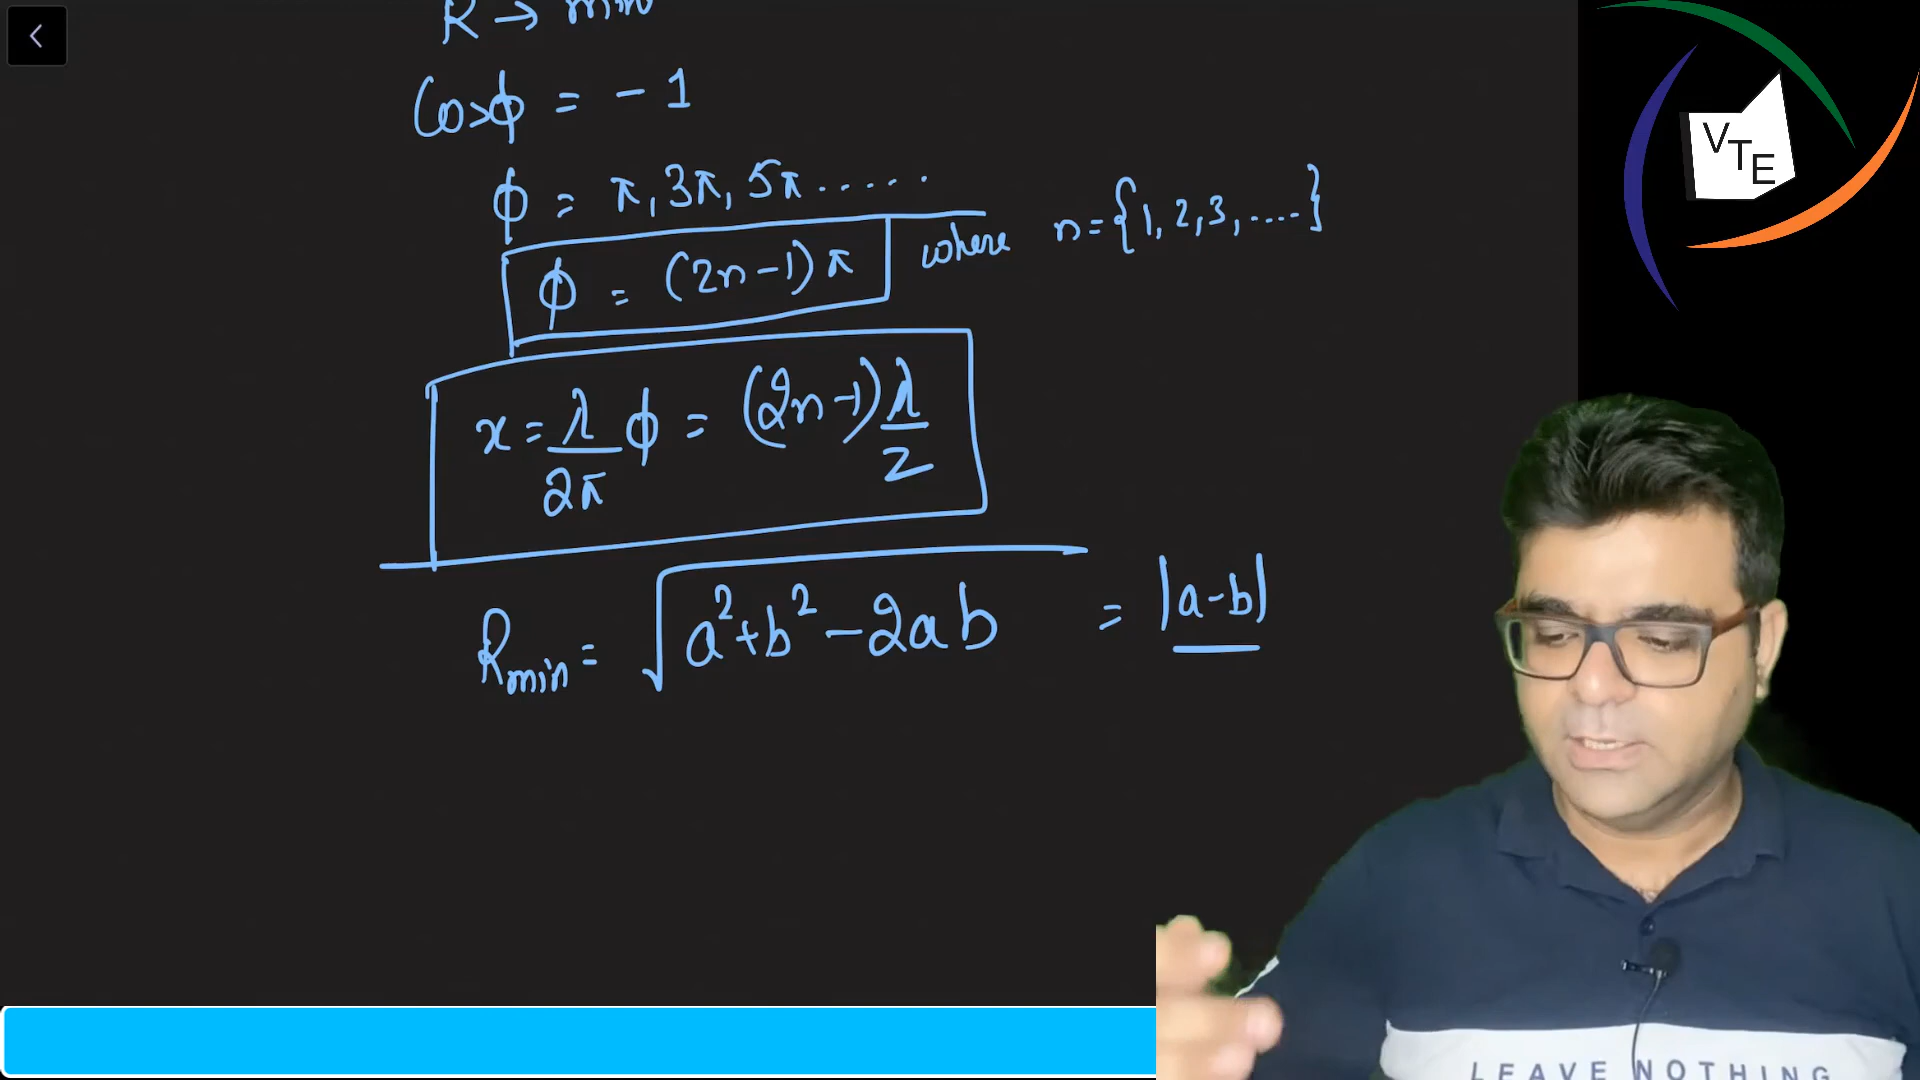 R → min
Cosϕ = - 1
ϕ = π, 3π, 5π.....
ϕ = (2n-1)π where n={1,2,3,....}
x = λ/2π ϕ = (2n-1) λ/2
Rmin = √a²+b²-2ab = |a-b|
VTE
LEAVE NOTHING